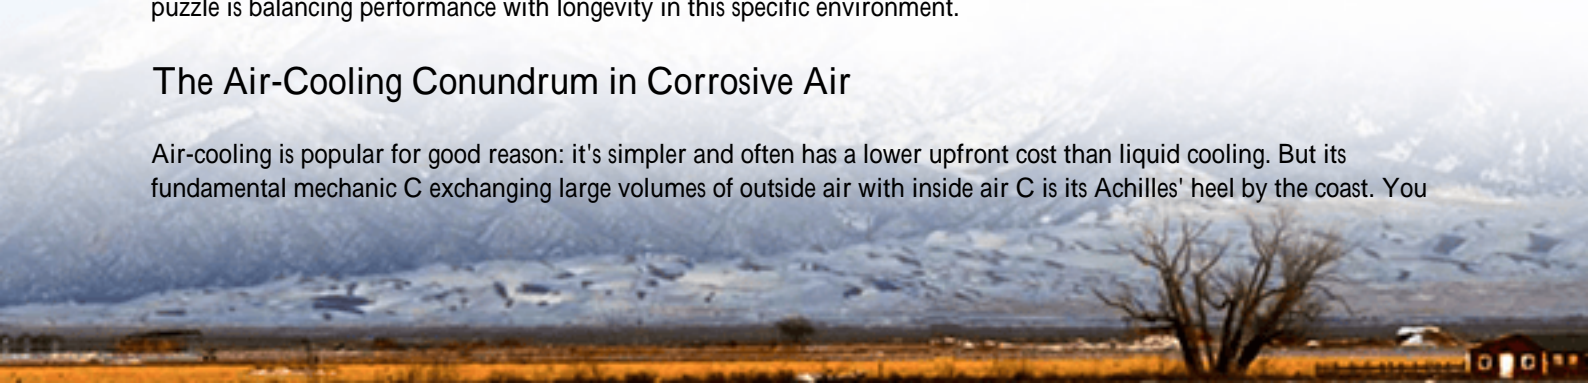 puzzle is balancing performance with longevity in this specific environment.
The Air-Cooling Conundrum in Corrosive Air
Air-cooling is popular for good reason: it's simpler and often has a lower upfront cost than liquid cooling. But its
fundamental mechanic C exchanging large volumes of outside air with inside air C is its Achilles' heel by the coast. You